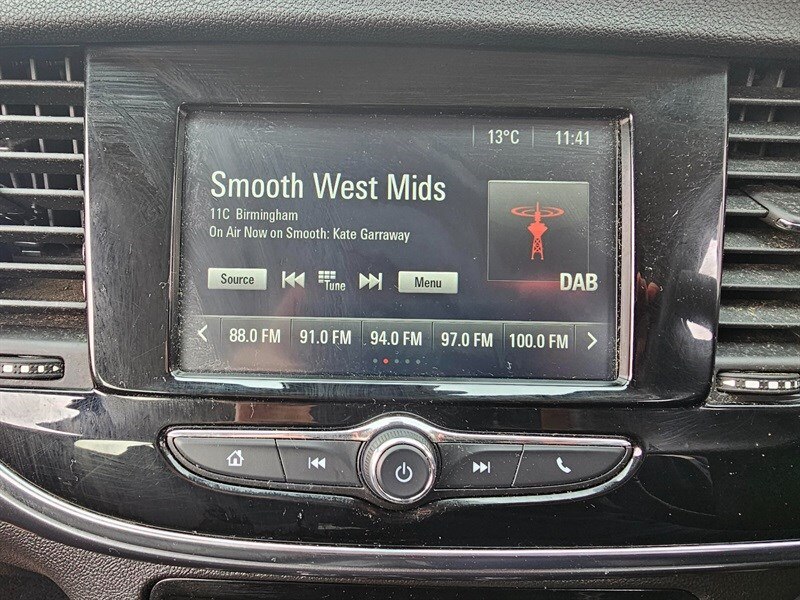 13°C 11:41
Smooth West Mids
11C Birmingham
On Air Now on Smooth: Kate Garraway
DAB
Source Tune Menu
88.0 FM 91.0 FM 94.0 FM 97.0 FM 100.0 FM